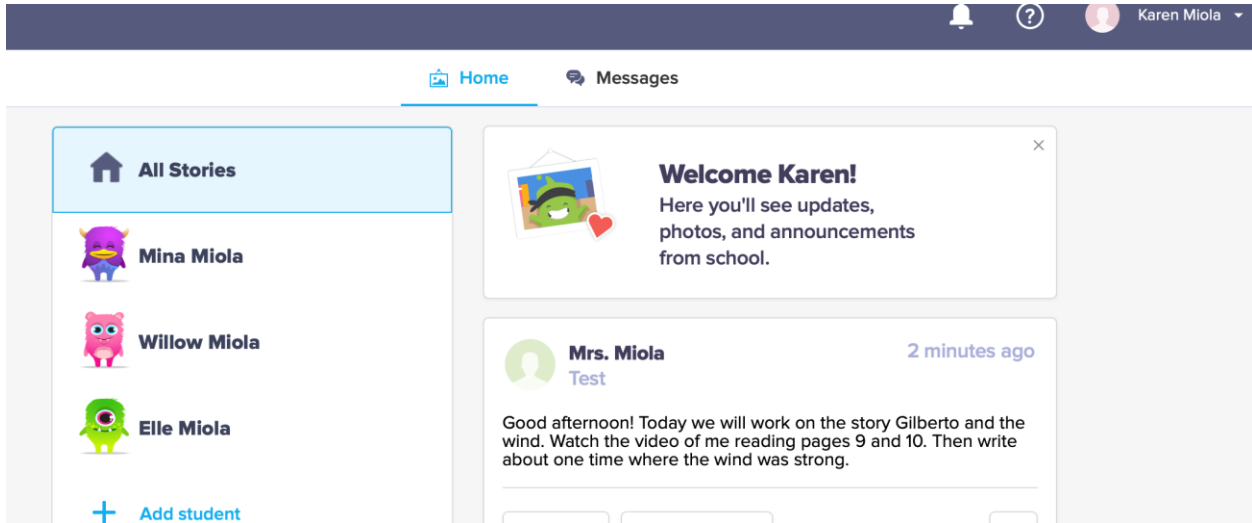 Karen Miola
Home
Messages
All Stories
Mina Miola
Willow Miola
Elle Miola
Add student
Welcome Karen!
Here you'll see updates,
photos, and announcements
from school.
Mrs. Miola
2 minutes ago
Test
Good afternoon! Today we will work on the story Gilberto and the
wind. Watch the video of me reading pages 9 and 10. Then write
about one time where the wind was strong.